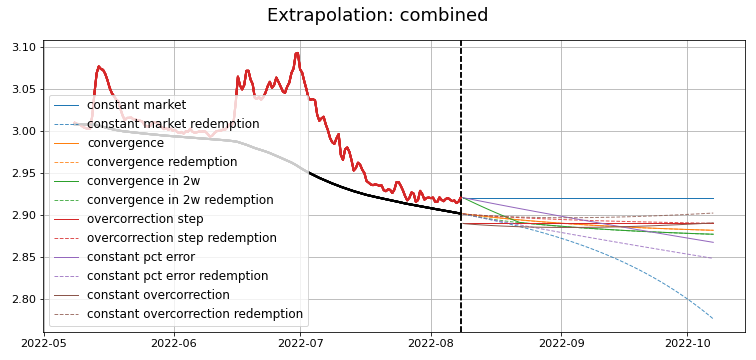 Extrapolation: combined
3.10
3.05
3.00
2.95
2.90
2.85
2.80
constant market
constant market redemption
convergence
convergence redemption
convergence in 2w
convergence in 2w redemption
overcorrection step
overcorrection step redemption
constant pct error
constant pct error redemption
constant overcorrection
constant overcorrection redemption
2022-05 2022-06 2022-07 2022-08 2022-09 2022-10